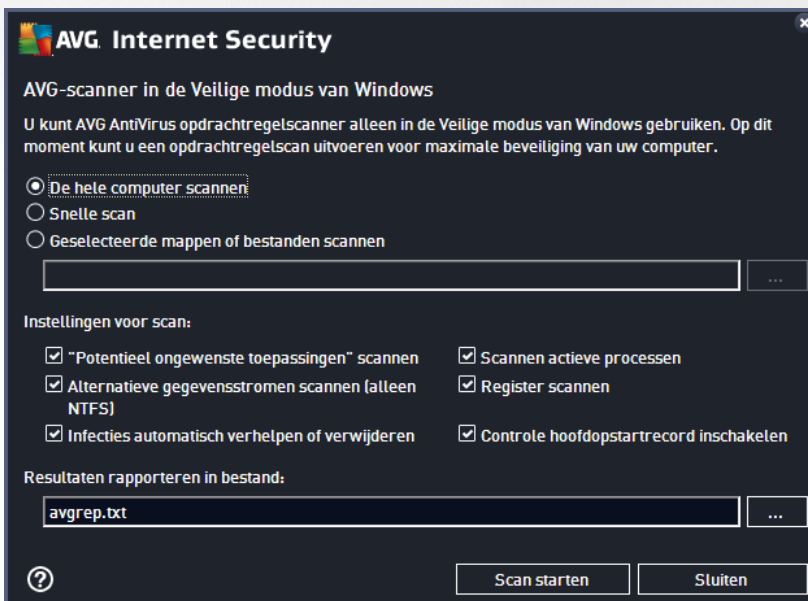 AVG. Internet Security
AVG-scanner in de Veilige modus van Windows
U kunt AVG AntiVirus opdrachtregelscanner alleen in de Veilige modus van Windows gebruiken. Op dit
moment kunt u een opdrachtregelscan uitvoeren voor maximale beveiliging van uw computer.
De hele computer scannen
Snelle scan
Geselecteerde mappen of bestanden scannen
...
Instellingen voor scan:
"Potentieel ongewenste toepassingen" scannen
Scannen actieve processen
Alternatieve gegevensstromen scannen (alleen
NTFS)
Register scannen
Infecties automatisch verhelpen of verwijderen
Controle hoofdopstartrecord inschakelen
Resultaten rapporteren in bestand:
avgrep.txt
...
?
Scan starten
Sluiten